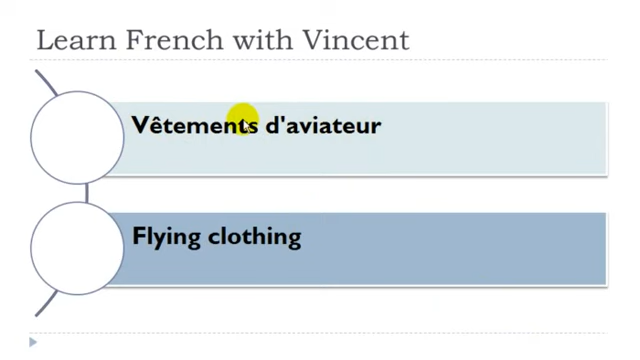 Learn French with Vincent
Vêtements d'aviateur
Flying clothing